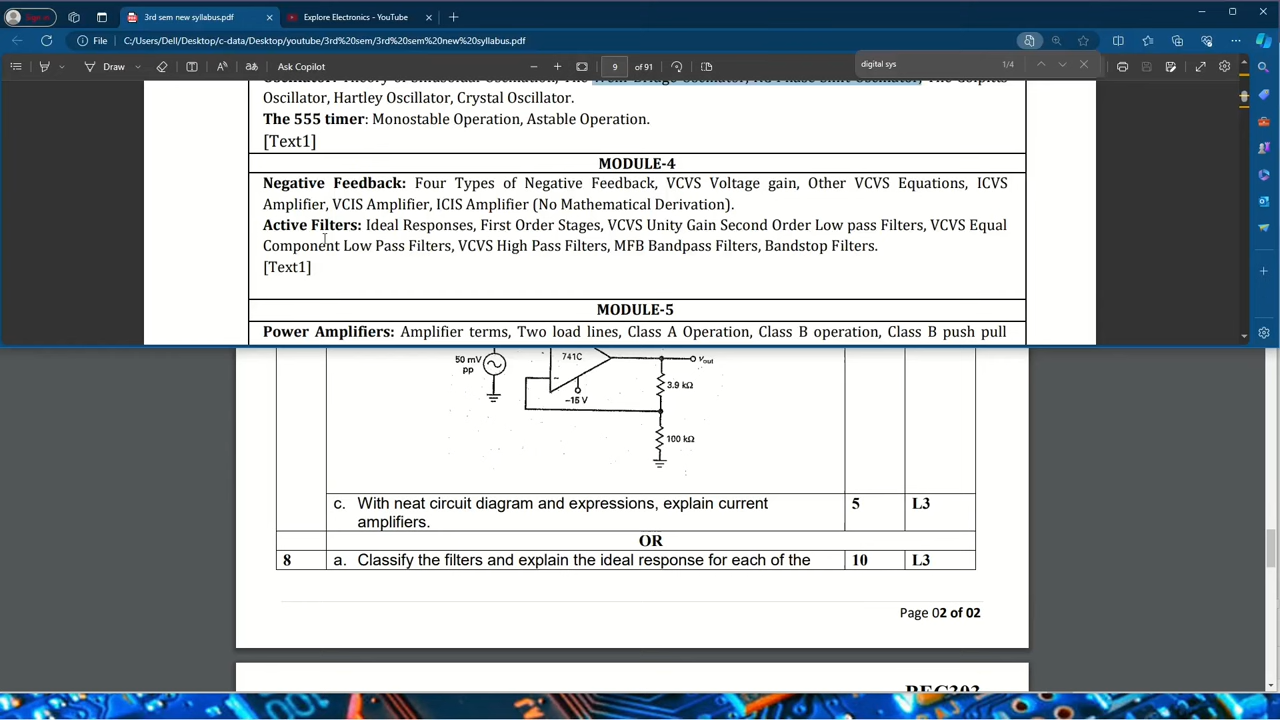 Sign in
3rd sem new syllabus.pdf
Explore Electronics - YouTube
File
C:/Users/Dell/Desktop/c-data/Desktop/youtube/3rd%20sem/3rd%20sem%20new%20syllabus.pdf
Draw
Ask Copilot
9 of 91
digital sys
1/4
Oscillator, Hartley Oscillator, Crystal Oscillator.
The 555 timer: Monostable Operation, Astable Operation.
[Text1]
MODULE-4
Negative Feedback: Four Types of Negative Feedback, VCVS Voltage gain, Other VCVS Equations, ICVS
Amplifier, VCIS Amplifier, ICIS Amplifier (No Mathematical Derivation).
Active Filters: Ideal Responses, First Order Stages, VCVS Unity Gain Second Order Low pass Filters, VCVS Equal
Component Low Pass Filters, VCVS High Pass Filters, MFB Bandpass Filters, Bandstop Filters.
[Text1]
MODULE-5
Power Amplifiers: Amplifier terms, Two load lines, Class A Operation, Class B operation, Class B push pull
50 mV
pp
741C
−15 V
Vout
3.9 kΩ
100 kΩ
c. With neat circuit diagram and expressions, explain current 5 L3
amplifiers.
OR
8 a. Classify the filters and explain the ideal response for each of the 10 L3
Page 02 of 02